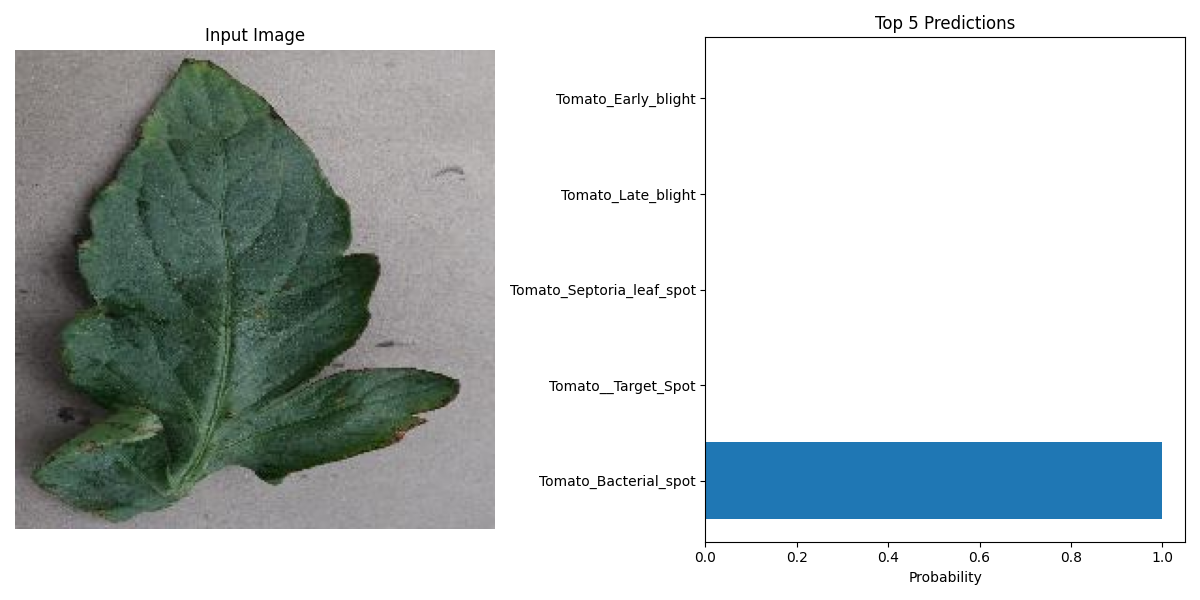 Input Image
Top 5 Predictions
Tomato_Early_blight
Tomato_Late_blight
Tomato_Septoria_leaf_spot
Tomato__Target_Spot
Tomato_Bacterial_spot
0.0 0.2 0.4 0.6 0.8 1.0
Probability